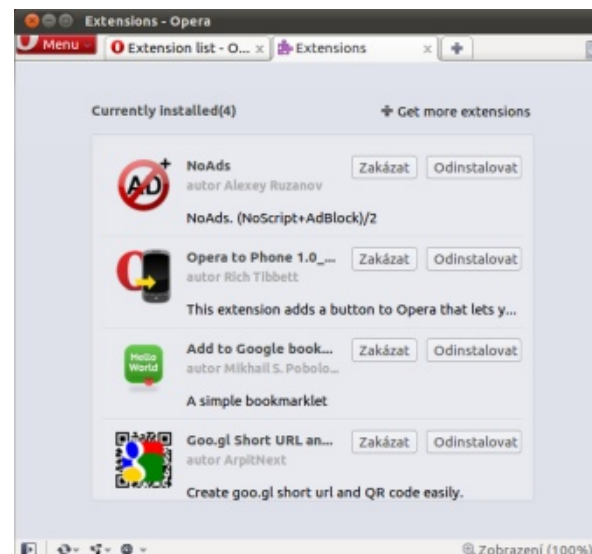 Extensions - Opera
Menu
Extension list - O... x
Extensions x
Currently installed(4)
Get more extensions
AD
NoAds
Zakázat
Odinstalovat
autor Alexey Ruzanov
NoAds. (NoScript+AdBlock)/2
Opera to Phone 1.0_...
Zakázat
Odinstalovat
autor Rich Tibbett
This extension adds a button to Opera that lets y...
Hello World
Add to Google book...
Zakázat
Odinstalovat
autor Mikhail S. Pobolo...
A simple bookmarklet
Goo.gl Short URL an...
Zakázat
Odinstalovat
autor ArpitNext
Create goo.gl short url and QR code easily.
Zobrazení (100%)